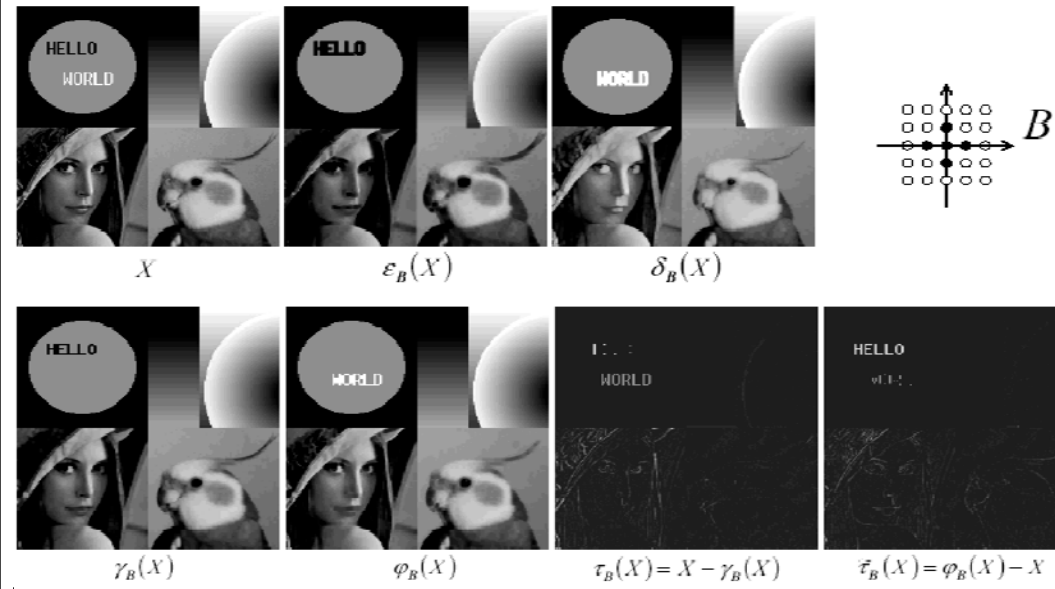 HELLO
WORLD
HELLO
WORLD
B
X
ε_B(X)
δ_B(X)
HELLO
WORLD
WORLD
HELLO
γ_B(X)
φ_B(X)
τ_B(X) = X − γ_B(X)
τ̄_B(X) = φ_B(X) − X